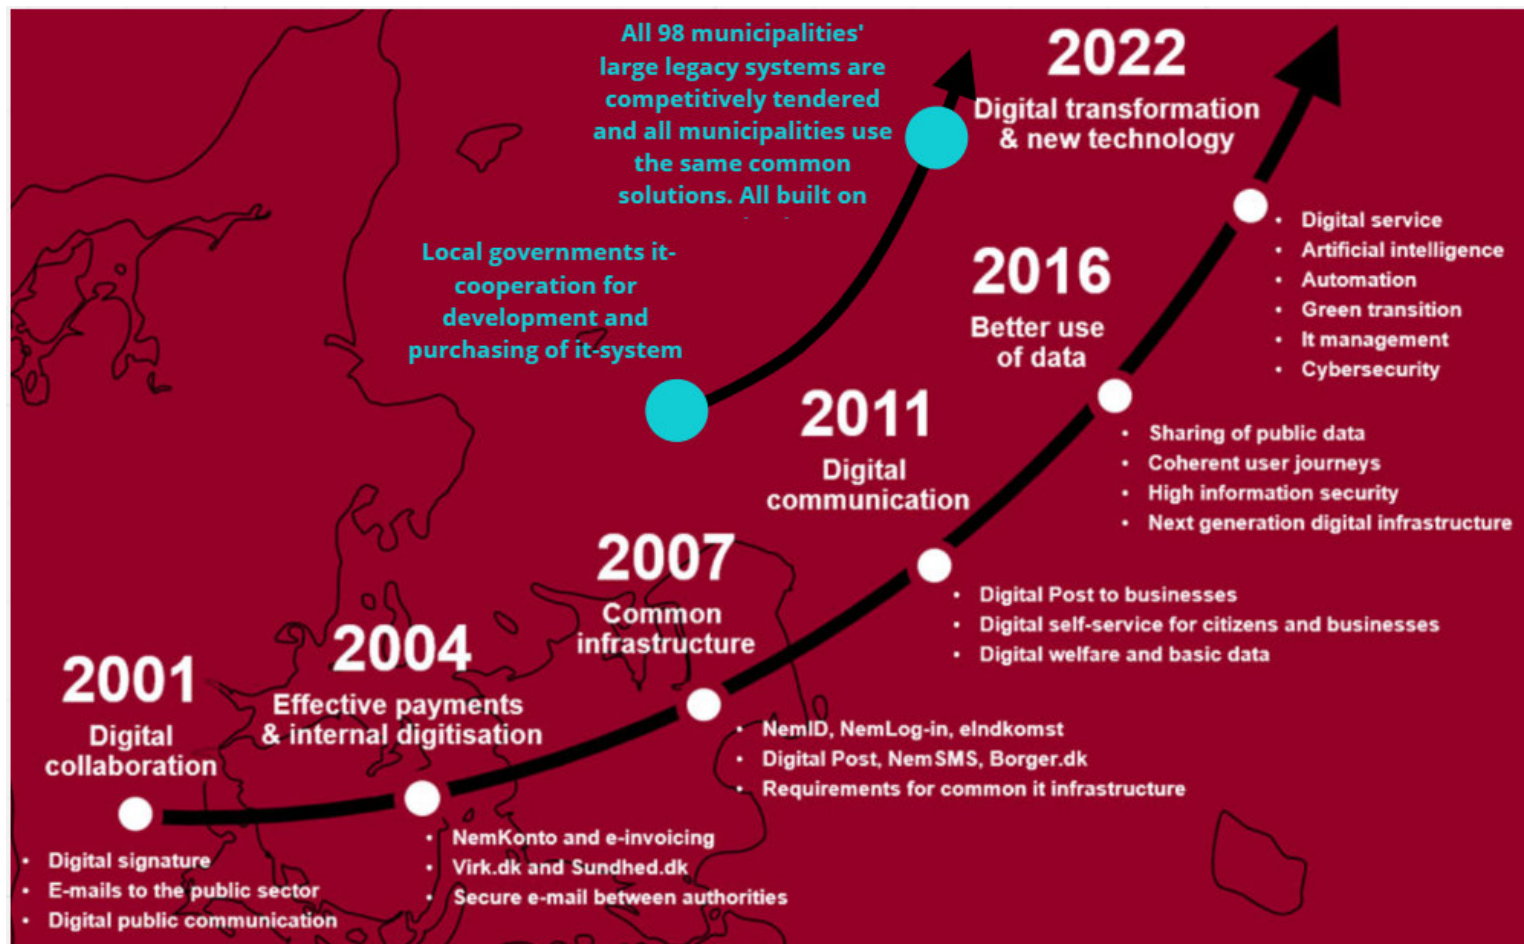 All 98 municipalities'
large legacy systems are
competitively tendered
and all municipalities use
the same common
solutions. All built on
Local governments it-
cooperation for
development and
purchasing of it-system
2001
Digital
collaboration
• Digital signature
• E-mails to the public sector
• Digital public communication
2004
Effective payments
& internal digitisation
• NemKonto and e-invoicing
• Virk.dk and Sundhed.dk
• Secure e-mail between authorities
2007
Common
infrastructure
• NemID, NemLog-in, eIndkomst
• Digital Post, NemSMS, Borger.dk
• Requirements for common it infrastructure
2011
Digital
communication
• Digital Post to businesses
• Digital self-service for citizens and businesses
• Digital welfare and basic data
2016
Better use
of data
• Sharing of public data
• Coherent user journeys
• High information security
• Next generation digital infrastructure
2022
Digital transformation
& new technology
• Digital service
• Artificial intelligence
• Automation
• Green transition
• It management
• Cybersecurity